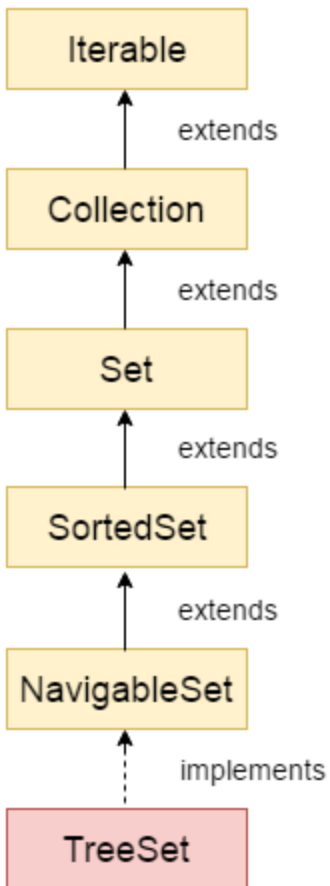 Iterable
extends
Collection
extends
Set
extends
SortedSet
extends
NavigableSet
implements
TreeSet